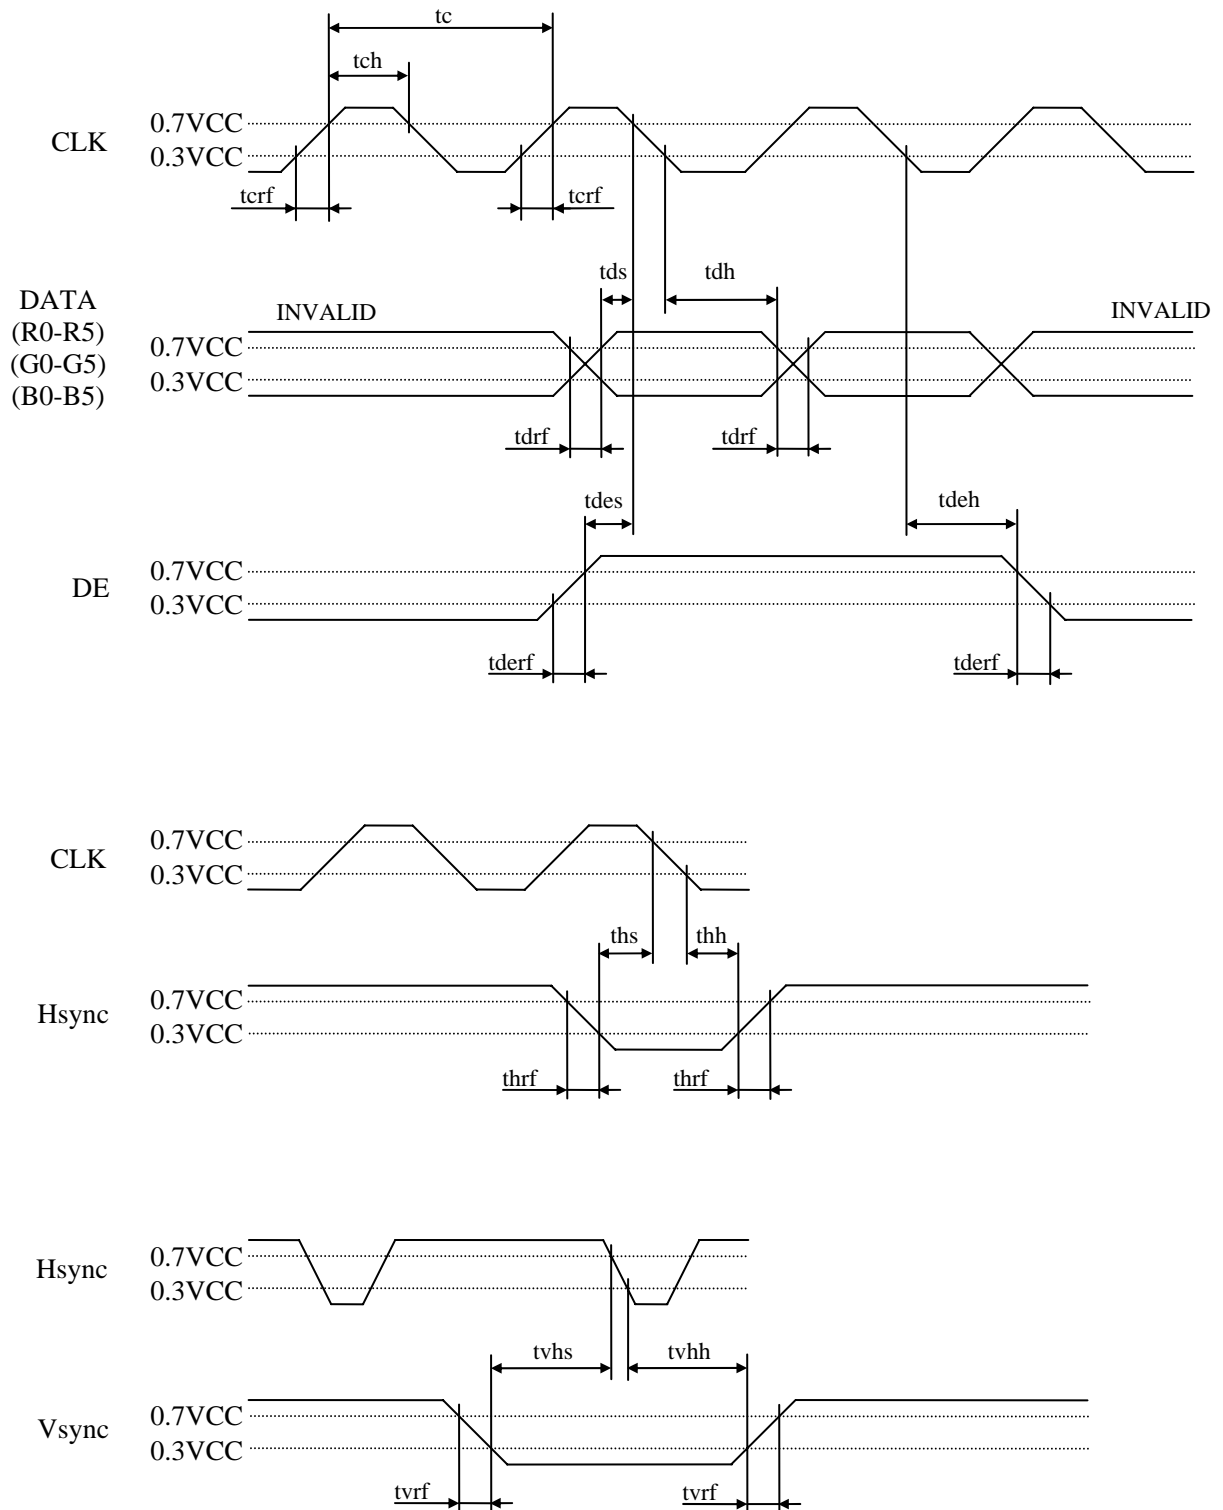 tc
tch
CLK
0.7VCC
0.3VCC
tcrf
tcrf
tds
tdh
DATA
(R0-R5)
(G0-G5)
(B0-B5)
INVALID
INVALID
0.7VCC
0.3VCC
tdrf
tdrf
tdes
tdeh
DE
0.7VCC
0.3VCC
tderf
tderf
CLK
0.7VCC
0.3VCC
ths
thh
Hsync
0.7VCC
0.3VCC
thrf
thrf
Hsync
0.7VCC
0.3VCC
tvhs
tvhh
Vsync
0.7VCC
0.3VCC
tvrf
tvrf